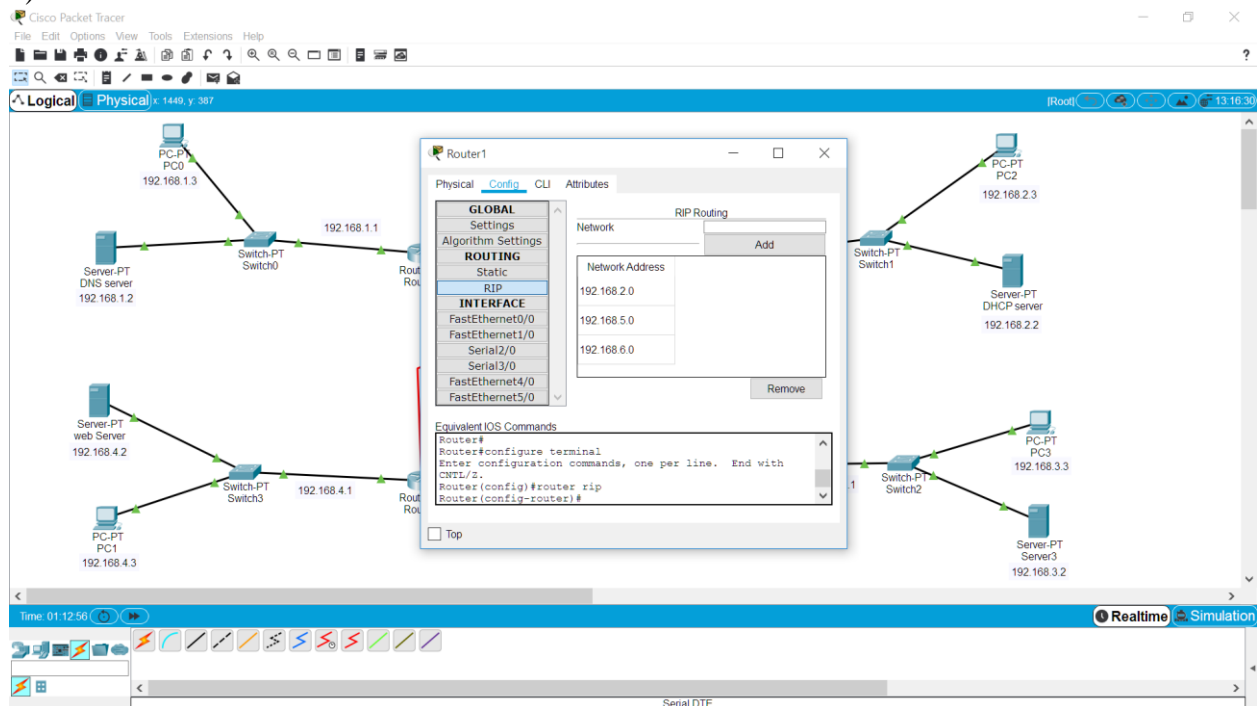 Cisco Packet Tracer
File Edit Options View Tools Extensions Help
?
Logical Physical x: 1449, y: 387 [Root] 13:16:30
PC-PT
PC0
192.168.1.3
Server-PT
DNS server
192.168.1.2
Switch-PT
Switch0
192.168.1.1
Rout
Rou
Server-PT
web Server
192.168.4.2
Switch-PT
Switch3
192.168.4.1
Rout
Rou
PC-PT
PC1
192.168.4.3
Router1
Physical Config CLI Attributes
GLOBAL
Settings
Algorithm Settings
ROUTING
Static
RIP
INTERFACE
FastEthernet0/0
FastEthernet1/0
Serial2/0
Serial3/0
FastEthernet4/0
FastEthernet5/0
RIP Routing
Network
Add
Network Address
192.168.2.0
192.168.5.0
192.168.6.0
Remove
Equivalent IOS Commands
Router#
Router#configure terminal
Enter configuration commands, one per line. End with
CNTL/Z.
Router(config)#router rip
Router(config-router)#
Top
PC-PT
PC2
192.168.2.3
Switch-PT
Switch1
Server-PT
DHCP server
192.168.2.2
PC-PT
PC3
192.168.3.3
1
Switch-PT
Switch2
Server-PT
Server3
192.168.3.2
Time: 01:12:56 Realtime Simulation
Serial DTE